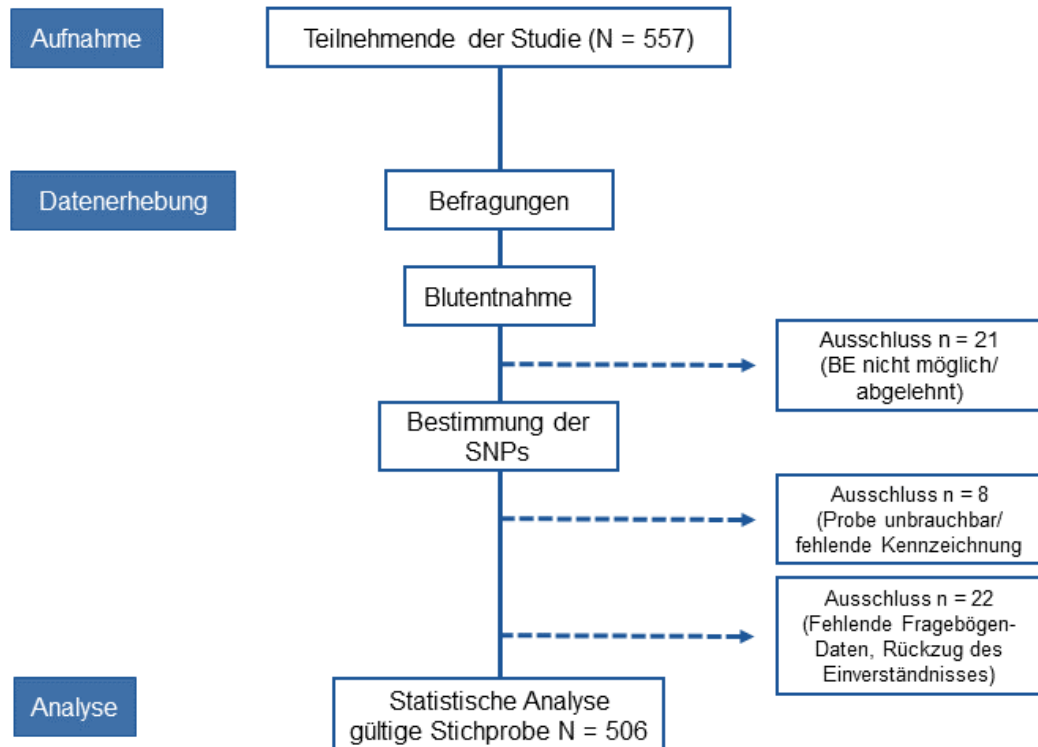 Aufnahme
Teilnehmende der Studie (N = 557)
Datenerhebung
Befragungen
Blutentnahme
Ausschluss n = 21
(BE nicht möglich/
abgelehnt)
Bestimmung der
SNPs
Ausschluss n = 8
(Probe unbrauchbar/
fehlende Kennzeichnung
Ausschluss n = 22
(Fehlende Fragebögen-
Daten, Rückzug des
Einverständnisses)
Analyse
Statistische Analyse
gültige Stichprobe N = 506